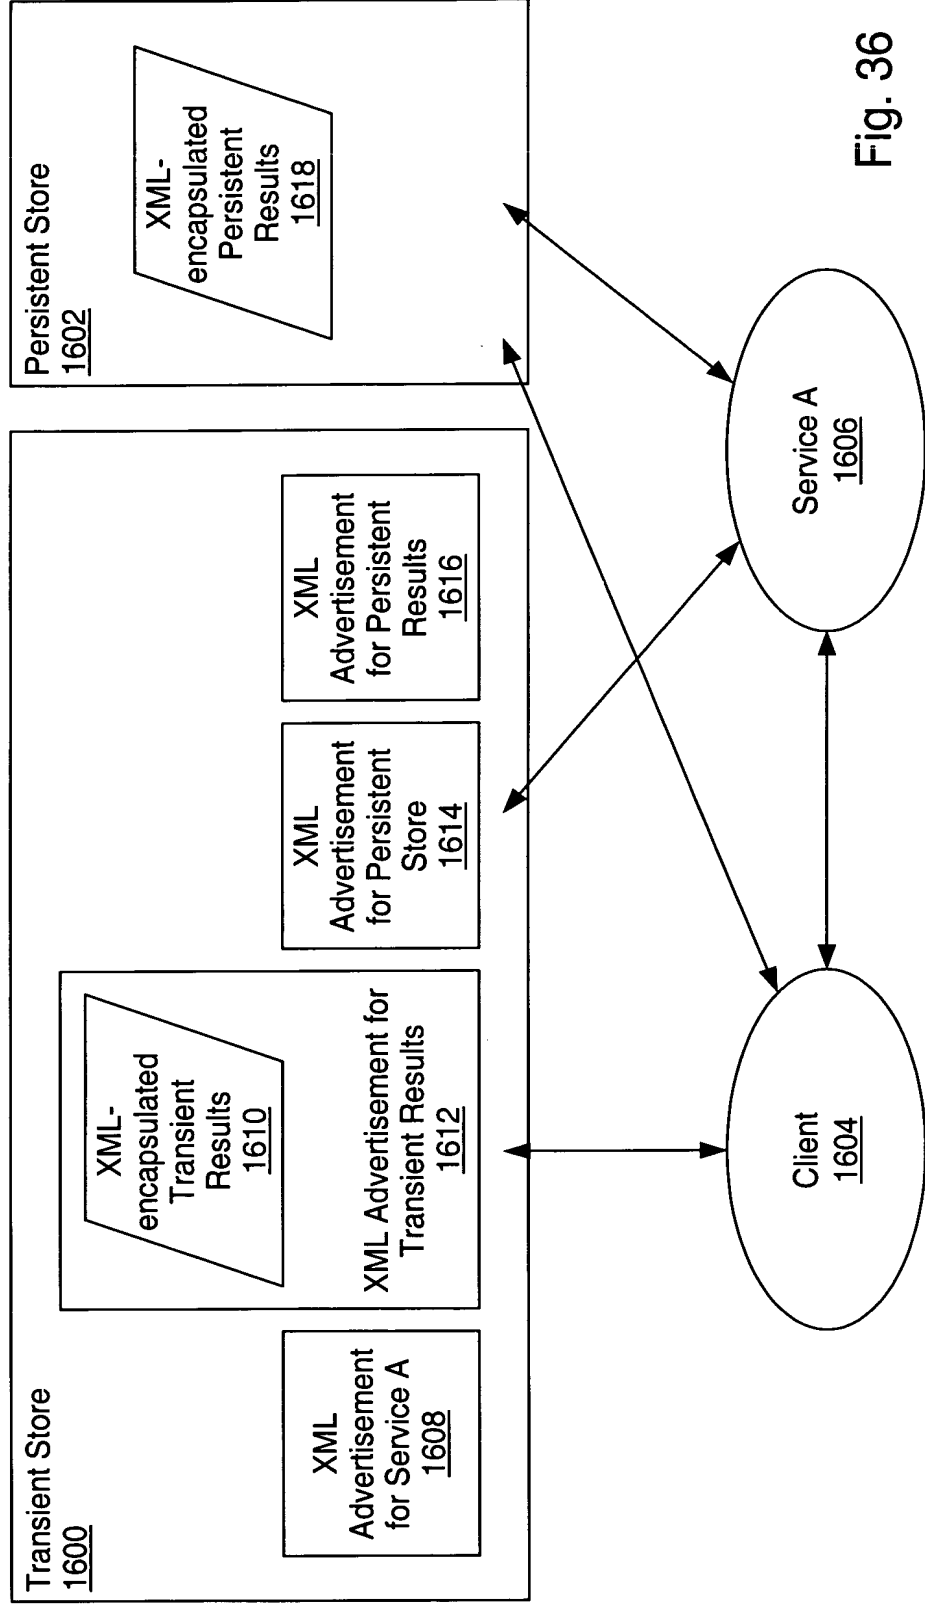 Transient Store
1600
XML
Advertisement
for Service A
1608
XML-
encapsulated
Transient
Results
1610
XML Advertisement for
Transient Results
1612
XML
Advertisement
for Persistent
Store
1614
XML
Advertisement
for Persistent
Results
1616
Persistent Store
1602
XML-
encapsulated
Persistent
Results
1618
Client
1604
Service A
1606
Fig. 36